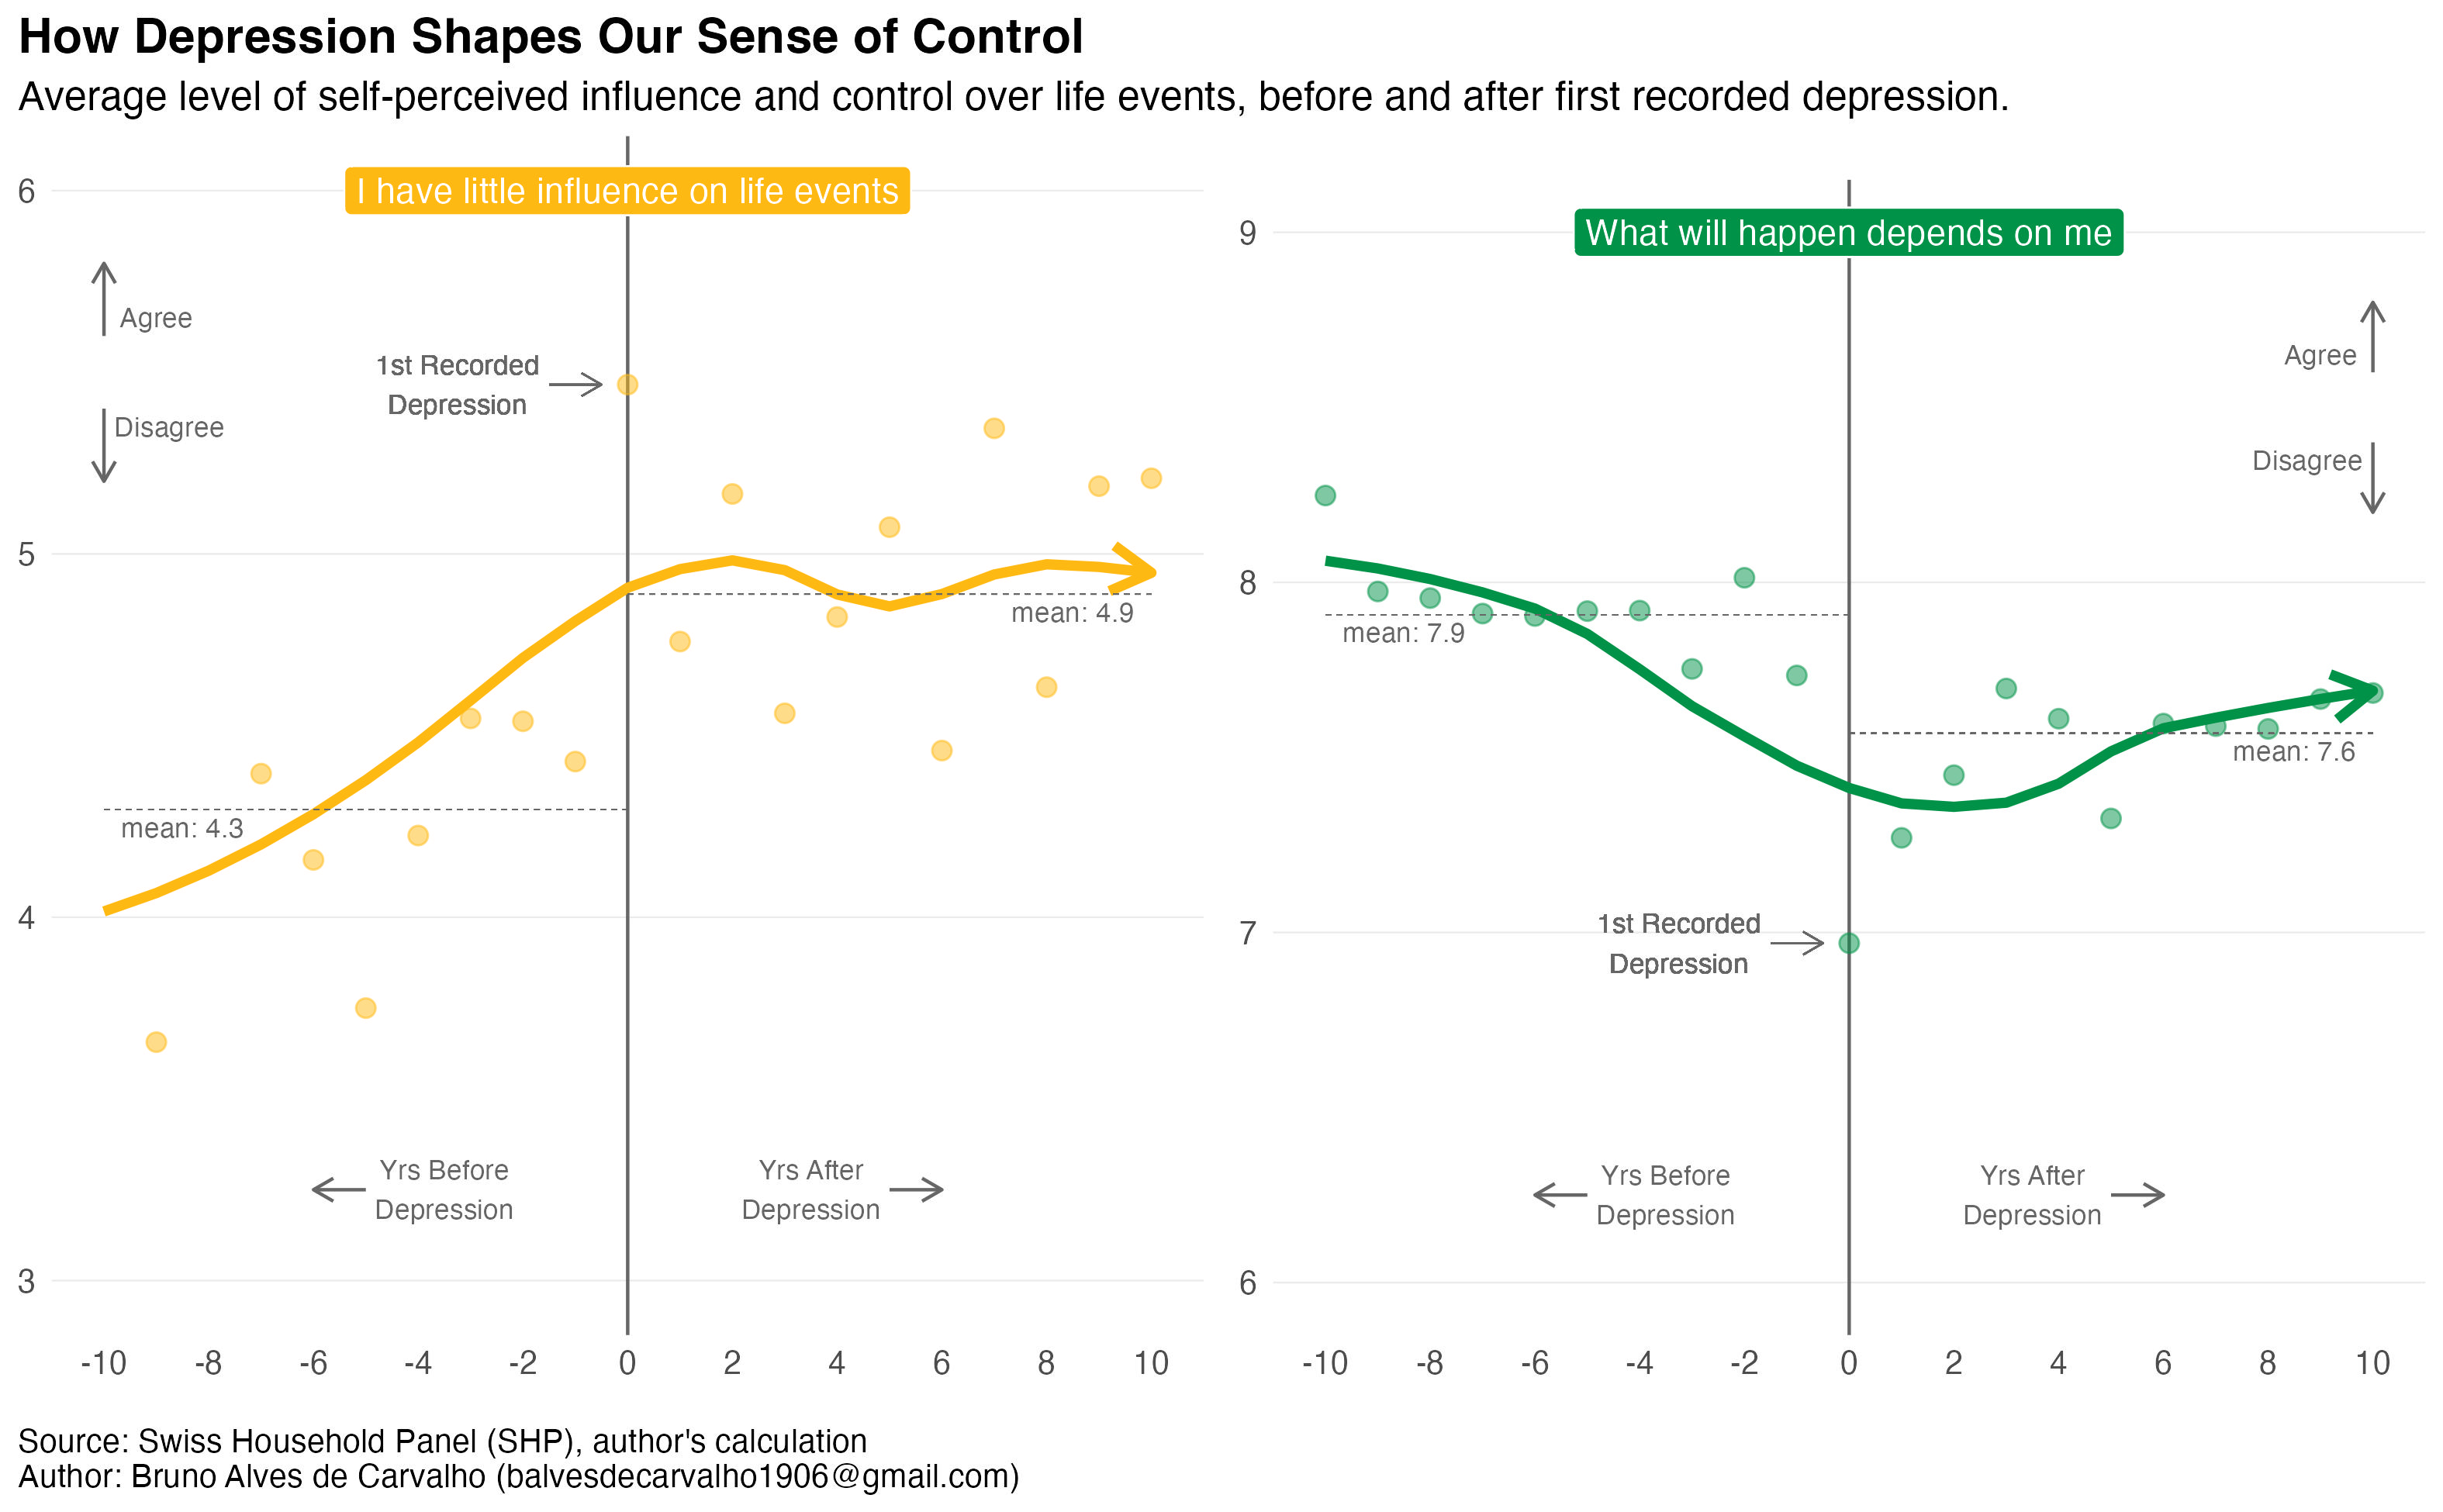 How Depression Shapes Our Sense of Control
Average level of self-perceived influence and control over life events, before and after first recorded depression.
I have little influence on life events
6
5
4
3
Agree
Disagree
1st Recorded
Depression
mean: 4.9
mean: 4.3
Yrs Before
Depression
Yrs After
Depression
-10 -8 -6 -4 -2 0 2 4 6 8 10
What will happen depends on me
9
8
7
6
Agree
Disagree
mean: 7.9
mean: 7.6
1st Recorded
Depression
Yrs Before
Depression
Yrs After
Depression
-10 -8 -6 -4 -2 0 2 4 6 8 10
Source: Swiss Household Panel (SHP), author's calculation
Author: Bruno Alves de Carvalho (balvesdecarvalho1906@gmail.com)